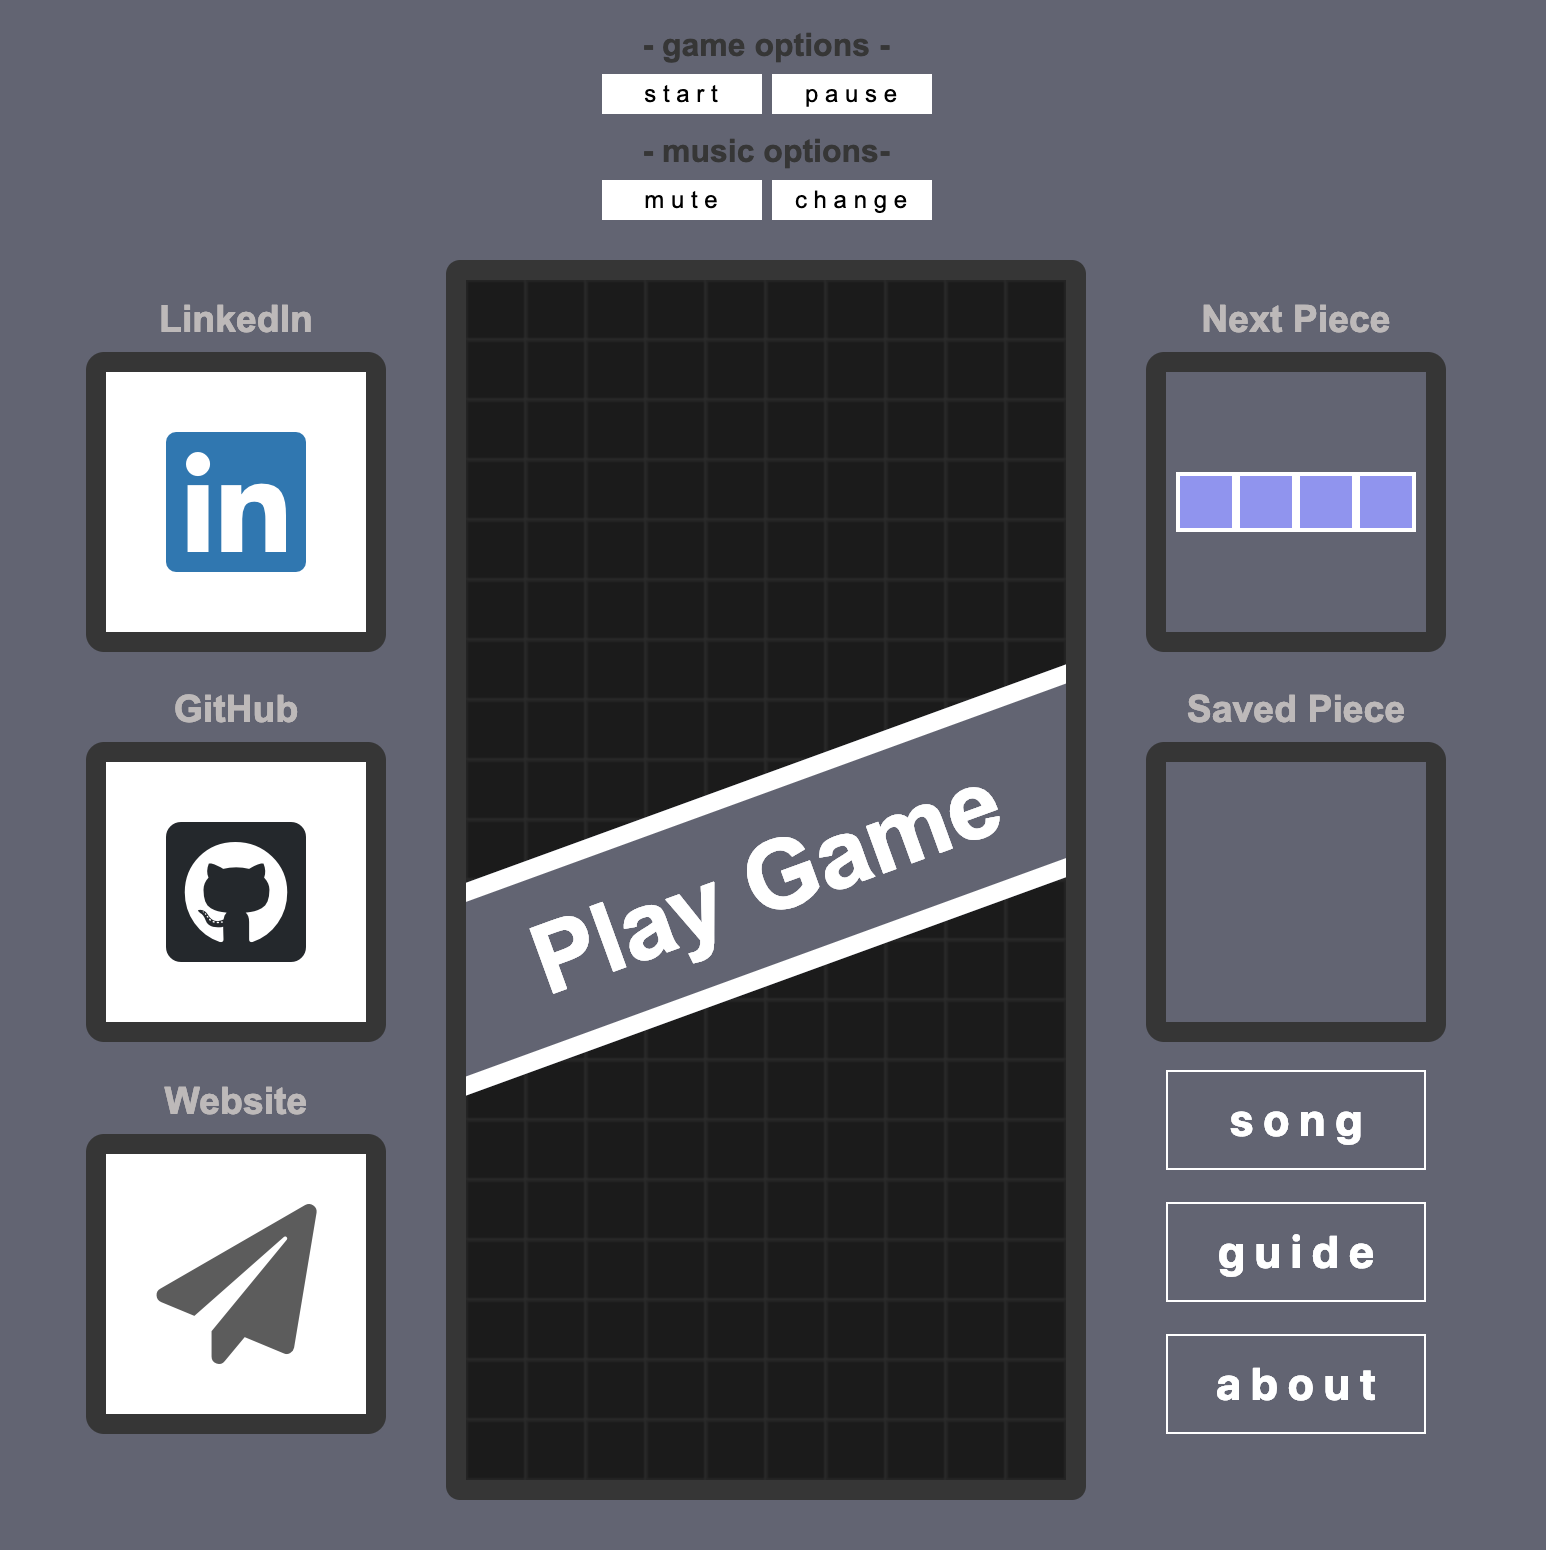 - game options -
start pause
- music options-
mute change
LinkedIn
in
GitHub
Website
Play Game
Next Piece
Saved Piece
song
guide
about